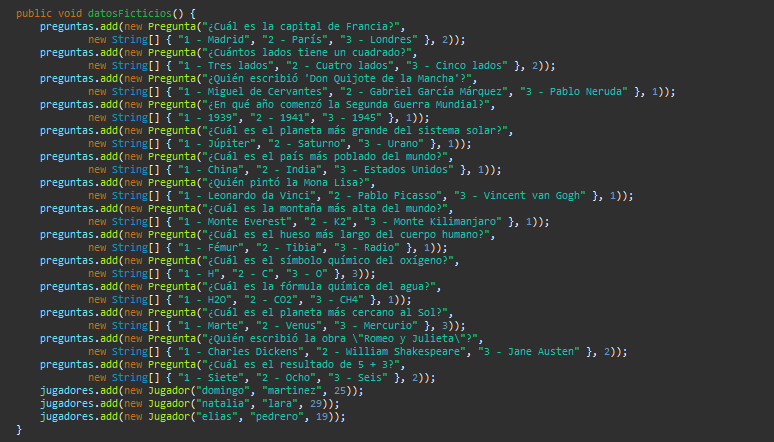 public void datosFicticios() {
preguntas.add(new Pregunta("¿Cuál es la capital de Francia?",
new String[] { "1 - Madrid", "2 - París", "3 - Londres" }, 2));
preguntas.add(new Pregunta("¿Cuántos lados tiene un cuadrado?",
new String[] { "1 - Tres lados", "2 - Cuatro lados", "3 - Cinco lados" }, 2));
preguntas.add(new Pregunta("¿Quién escribió 'Don Quijote de la Mancha'?",
new String[] { "1 - Miguel de Cervantes", "2 - Gabriel García Márquez", "3 - Pablo Neruda" }, 1));
preguntas.add(new Pregunta("¿En qué año comenzó la Segunda Guerra Mundial?",
new String[] { "1 - 1939", "2 - 1941", "3 - 1945" }, 1));
preguntas.add(new Pregunta("¿Cuál es el planeta más grande del sistema solar?",
new String[] { "1 - Júpiter", "2 - Saturno", "3 - Urano" }, 1));
preguntas.add(new Pregunta("¿Cuál es el país más poblado del mundo?",
new String[] { "1 - China", "2 - India", "3 - Estados Unidos" }, 1));
preguntas.add(new Pregunta("¿Quién pintó la Mona Lisa?",
new String[] { "1 - Leonardo da Vinci", "2 - Pablo Picasso", "3 - Vincent van Gogh" }, 1));
preguntas.add(new Pregunta("¿Cuál es la montaña más alta del mundo?",
new String[] { "1 - Monte Everest", "2 - K2", "3 - Monte Kilimanjaro" }, 1));
preguntas.add(new Pregunta("¿Cuál es el hueso más largo del cuerpo humano?",
new String[] { "1 - Fémur", "2 - Tibia", "3 - Radio" }, 1));
preguntas.add(new Pregunta("¿Cuál es el símbolo químico del oxígeno?",
new String[] { "1 - H", "2 - C", "3 - O" }, 3));
preguntas.add(new Pregunta("¿Cuál es la fórmula química del agua?",
new String[] { "1 - H2O", "2 - CO2", "3 - CH4" }, 1));
preguntas.add(new Pregunta("¿Cuál es el planeta más cercano al Sol?",
new String[] { "1 - Marte", "2 - Venus", "3 - Mercurio" }, 3));
preguntas.add(new Pregunta("¿Quién escribió la obra \"Romeo y Julieta\"?",
new String[] { "1 - Charles Dickens", "2 - William Shakespeare", "3 - Jane Austen" }, 2));
preguntas.add(new Pregunta("¿Cuál es el resultado de 5 + 3?",
new String[] { "1 - Siete", "2 - Ocho", "3 - Seis" }, 2));
jugadores.add(new Jugador("domingo", "martinez", 25));
jugadores.add(new Jugador("natalia", "lara", 29));
jugadores.add(new Jugador("elias", "pedrero", 19));
}